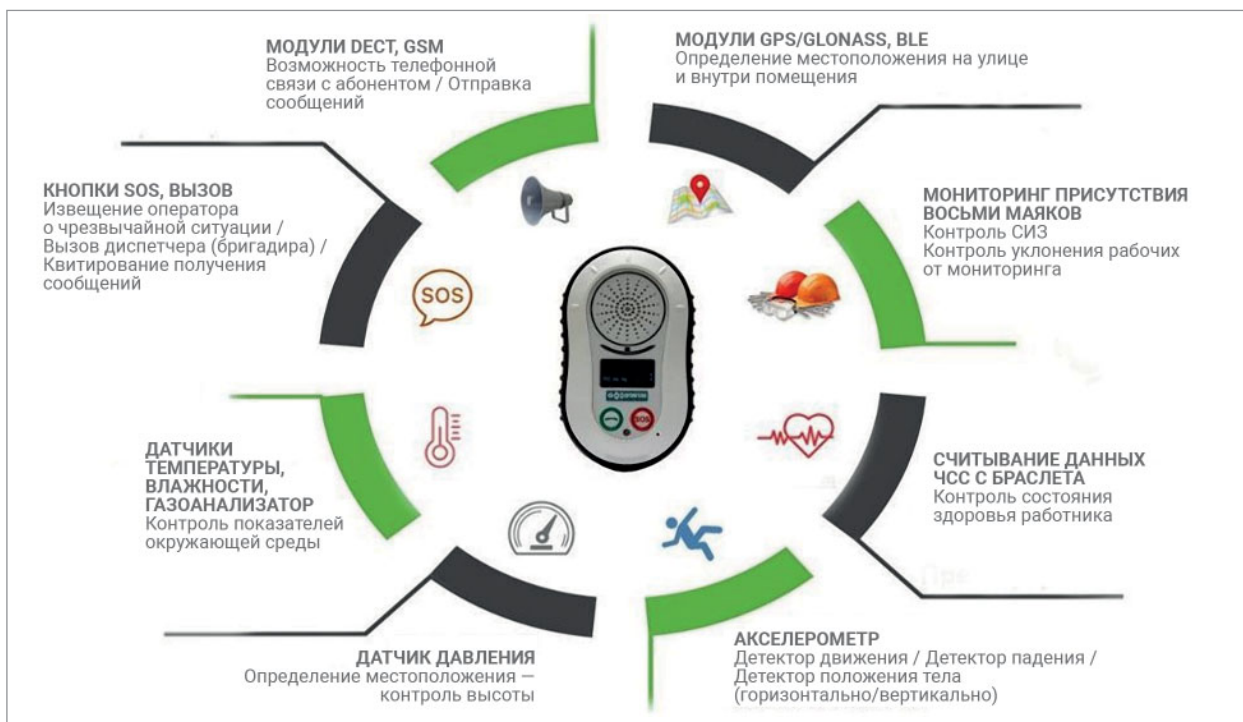 МОДУЛИ DECT, GSM
Возможность телефонной
связи с абонентом / Отправка
сообщений
МОДУЛИ GPS/GLONASS, BLE
Определение местоположения на улице
и внутри помещения
КНОПКИ SOS, ВЫЗОВ
Извещение оператора
о чрезвычайной ситуации /
Вызов диспетчера (бригадира) /
Квитирование получения
сообщений
МОНИТОРИНГ ПРИСУТСТВИЯ
ВОСЬМИ МАЯКОВ
Контроль СИЗ
Контроль уклонения рабочих
от мониторинга
SOS
SOS
ДАТЧИКИ
ТЕМПЕРАТУРЫ,
ВЛАЖНОСТИ,
ГАЗОАНАЛИЗАТОР
Контроль показателей
окружающей среды
СЧИТЫВАНИЕ ДАННЫХ
ЧСС С БРАСЛЕТА
Контроль состояния
здоровья работника
ДАТЧИК ДАВЛЕНИЯ
Определение местоположения —
контроль высоты
АКСЕЛЕРОМЕТР
Детектор движения / Детектор падения /
Детектор положения тела
(горизонтально/вертикально)